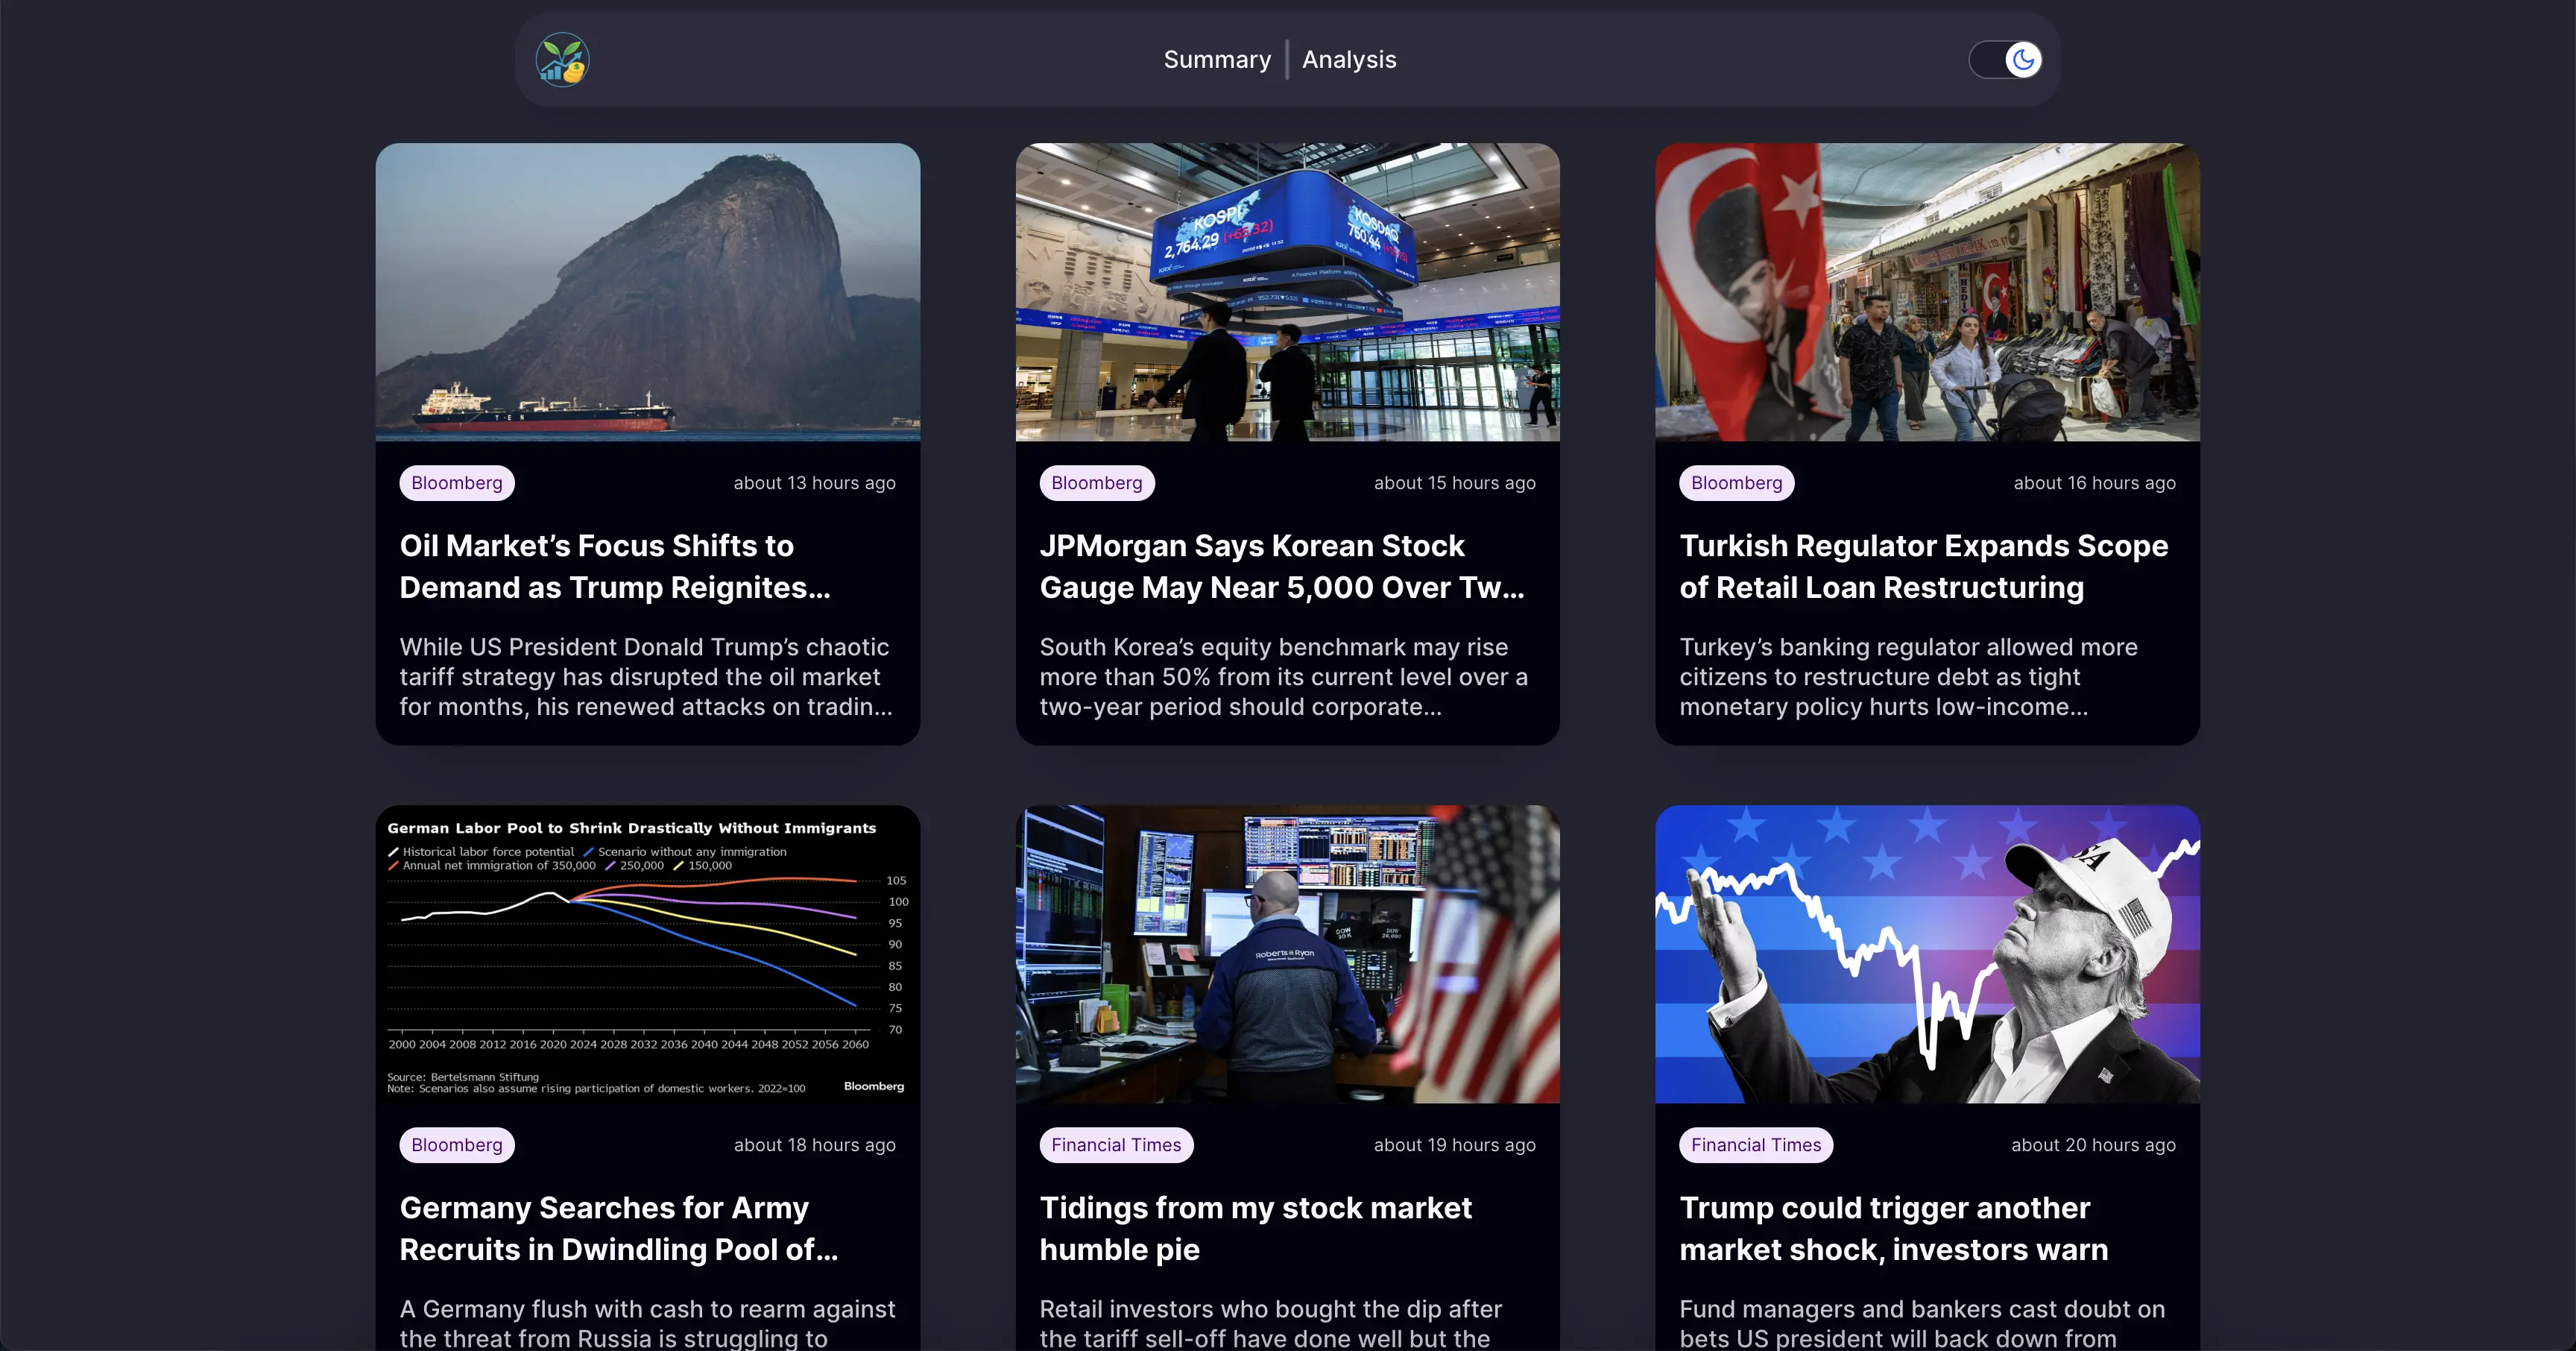 Summary
Analysis
KOSPI
2,764.29 (+65.32)
KOSDAQ
750.44
TEN
Bloomberg
about 13 hours ago
Oil Market’s Focus Shifts to
Demand as Trump Reignites...
While US President Donald Trump’s chaotic
tariff strategy has disrupted the oil market
for months, his renewed attacks on tradin...
Bloomberg
about 15 hours ago
JPMorgan Says Korean Stock
Gauge May Near 5,000 Over Tw...
South Korea’s equity benchmark may rise
more than 50% from its current level over a
two-year period should corporate...
Bloomberg
about 16 hours ago
Turkish Regulator Expands Scope
of Retail Loan Restructuring
Turkey’s banking regulator allowed more
citizens to restructure debt as tight
monetary policy hurts low-income...
German Labor Pool to Shrink Drastically Without Immigrants
Historical labor force potential Scenario without any immigration
Annual net immigration of 350,000 250,000 150,000
105
100
95
90
85
80
75
70
2000 2004 2008 2012 2016 2020 2024 2028 2032 2036 2040 2044 2048 2052 2056 2060
Source: Bertelsmann Stiftung
Note: Scenarios also assume rising participation of domestic workers. 2022=100
Bloomberg
Roberts & Ryan
Bloomberg
about 18 hours ago
Germany Searches for Army
Recruits in Dwindling Pool of...
A Germany flush with cash to rearm against
the threat from Russia is struggling to
Financial Times
about 19 hours ago
Tidings from my stock market
humble pie
Retail investors who bought the dip after
the tariff sell-off have done well but the
Financial Times
about 20 hours ago
Trump could trigger another
market shock, investors warn
Fund managers and bankers cast doubt on
bets US president will back down from